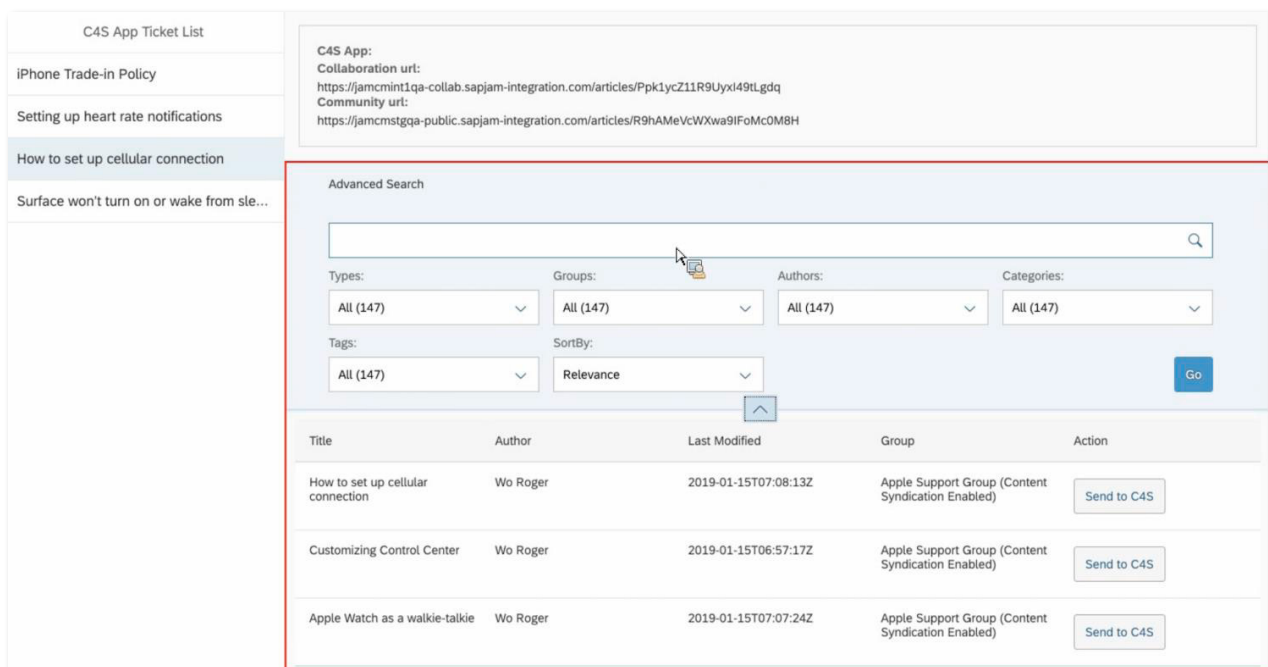 C4S App Ticket List
iPhone Trade-in Policy
Setting up heart rate notifications
How to set up cellular connection
Surface won't turn on or wake from sle...
C4S App:
Collaboration url:
https://jamcmint1qa-collab.sapjam-integration.com/articles/Ppk1ycZ11R9UyxI49tLgdq
Community url:
https://jamcmstgqa-public.sapjam-integration.com/articles/R9hAMeVcWXwa9IFoMc0M8H
Advanced Search
Types: Groups: Authors: Categories:
All (147) All (147) All (147) All (147)
Tags: SortBy:
All (147) Relevance Go
Title Author Last Modified Group Action
How to set up cellular connection Wo Roger 2019-01-15T07:08:13Z Apple Support Group (Content Syndication Enabled) Send to C4S
Customizing Control Center Wo Roger 2019-01-15T06:57:17Z Apple Support Group (Content Syndication Enabled) Send to C4S
Apple Watch as a walkie-talkie Wo Roger 2019-01-15T07:07:24Z Apple Support Group (Content Syndication Enabled) Send to C4S